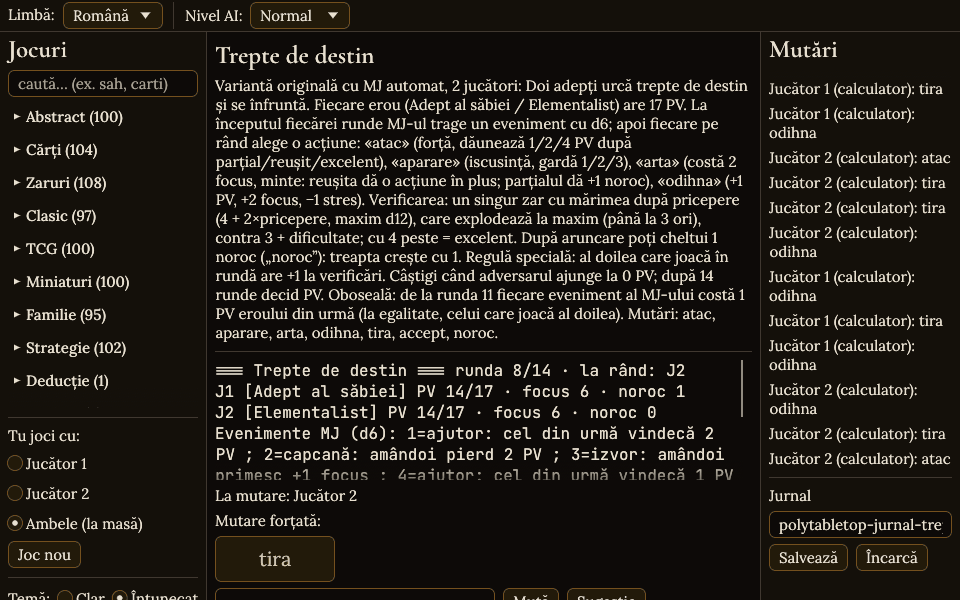 Limbă: Română ▼ Nivel AI: Normal ▼
Jocuri
caută... (ex. sah, carti)
▸ Abstract (100)
▸ Cărți (104)
▸ Zaruri (108)
▸ Clasic (97)
▸ TCG (100)
▸ Miniaturi (100)
▸ Familie (95)
▸ Strategie (102)
▸ Deducție (1)
Tu joci cu:
Jucător 1
Jucător 2
Ambele (la masă)
Joc nou
Temă: Clar Întunecat
Trepte de destin
Variantă originală cu MJ automat, 2 jucători: Doi adepți urcă trepte de destin
și se înfruntă. Fiecare erou (Adept al săbiei / Elementalist) are 17 PV. La
începutul fiecărei runde MJ-ul trage un eveniment cu d6; apoi fiecare pe
rând alege o acțiune: «atac» (forță, dăunează 1/2/4 PV după
parțial/reușit/excelent), «aparare» (iscusință, gardă 1/2/3), «arta» (costă 2
focus, minte: reușita dă o acțiune în plus; parțialul dă +1 noroc), «odihna» (+1
PV, +2 focus, −1 stres). Verificarea: un singur zar cu mărimea după pricepere
(4 + 2×pricepere, maxim d12), care explodează la maxim (până la 3 ori),
contra 3 + dificultate; cu 4 peste = excelent. După aruncare poți cheltui 1
noroc („noroc”): treapta crește cu 1. Regulă specială: al doilea care joacă în
rundă are +1 la verificări. Câștigi când adversarul ajunge la 0 PV; după 14
runde decid PV. Oboseală: de la runda 11 fiecare eveniment al MJ-ului costă 1
PV eroului din urmă (la egalitate, celui care joacă al doilea). Mutări: atac,
aparare, arta, odihna, tira, accept, noroc.
═══ Trepte de destin ═══ runda 8/14 · la rând: J2
J1 [Adept al săbiei] PV 14/17 · focus 6 · noroc 1
J2 [Elementalist] PV 14/17 · focus 6 · noroc 0
Evenimente MJ (d6): 1=ajutor: cel din urmă vindecă 2
PV ; 2=capcană: amândoi pierd 2 PV ; 3=izvor: amândoi
primesc +1 focus ; 4=ajutor: cel din urmă vindecă 1 PV
La mutare: Jucător 2
Mutare forțată:
tira
Mută Sugestie
Mutări
Jucător 1 (calculator): tira
Jucător 1 (calculator):
odihna
Jucător 2 (calculator): atac
Jucător 2 (calculator): tira
Jucător 2 (calculator): tira
Jucător 2 (calculator):
odihna
Jucător 1 (calculator):
odihna
Jucător 1 (calculator): tira
Jucător 1 (calculator):
odihna
Jucător 2 (calculator):
odihna
Jucător 2 (calculator): tira
Jucător 2 (calculator): atac
Jurnal
polytabletop-jurnal-tre
Salvează Încarcă